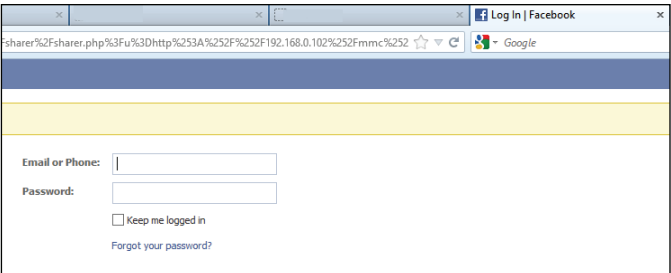 Log In | Facebook
Fsharer%2Fsharer.php%3Fu%3Dhttp%253A%252F%252F192.168.0.102%252Fmmc%252
Google
Email or Phone:
Password:
Keep me logged in
Forgot your password?